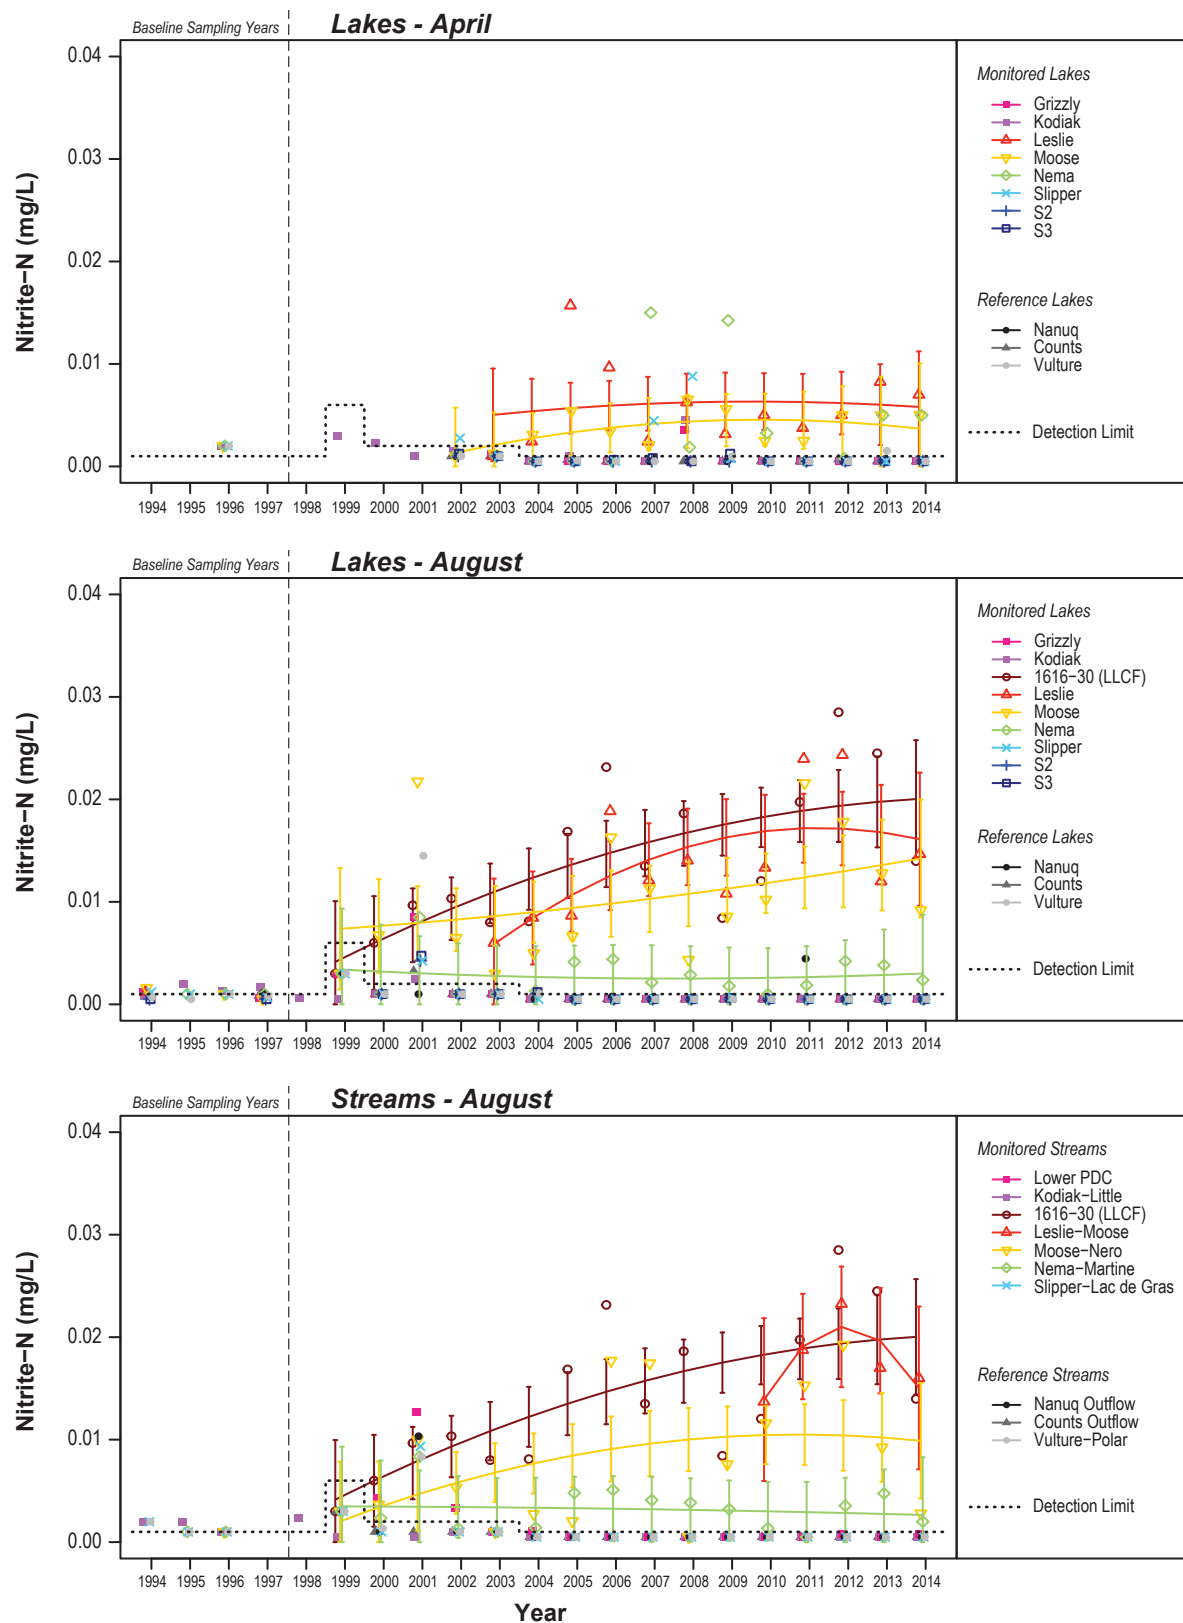 Baseline Sampling Years
Lakes - April
Nitrite−N (mg/L)
0.04
0.03
0.02
0.01
0.00
1994 1995 1996 1997 1998 1999 2000 2001 2002 2003 2004 2005 2006 2007 2008 2009 2010 2011 2012 2013 2014
Monitored Lakes
Grizzly
Kodiak
Leslie
Moose
Nema
Slipper
S2
S3
Reference Lakes
Nanuq
Counts
Vulture
Detection Limit
Baseline Sampling Years
Lakes - August
Nitrite−N (mg/L)
0.04
0.03
0.02
0.01
0.00
1994 1995 1996 1997 1998 1999 2000 2001 2002 2003 2004 2005 2006 2007 2008 2009 2010 2011 2012 2013 2014
Monitored Lakes
Grizzly
Kodiak
1616−30 (LLCF)
Leslie
Moose
Nema
Slipper
S2
S3
Reference Lakes
Nanuq
Counts
Vulture
Detection Limit
Baseline Sampling Years
Streams - August
Nitrite−N (mg/L)
0.04
0.03
0.02
0.01
0.00
1994 1995 1996 1997 1998 1999 2000 2001 2002 2003 2004 2005 2006 2007 2008 2009 2010 2011 2012 2013 2014
Year
Monitored Streams
Lower PDC
Kodiak−Little
1616−30 (LLCF)
Leslie−Moose
Moose−Nero
Nema−Martine
Slipper−Lac de Gras
Reference Streams
Nanuq Outflow
Counts Outflow
Vulture−Polar
Detection Limit